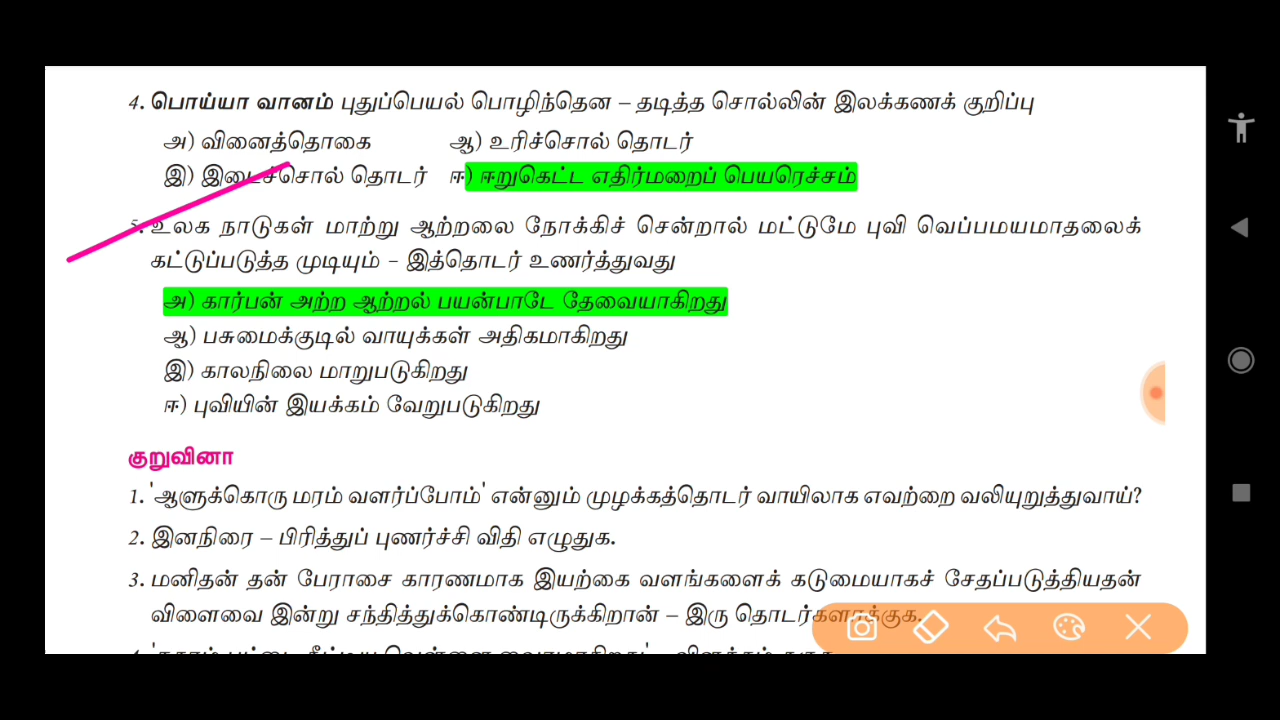 4. பொய்யா வானம் புதுப்பெயல் பொழிந்தென – தடித்த சொல்லின் இலக்கணக் குறிப்பு
அ) வினைத்தொகை ஆ) உரிச்சொல் தொடர்
இ) இடைச்சொல் தொடர் ஈ) ஈறுகெட்ட எதிர்மறைப் பெயரெச்சம்
5. உலக நாடுகள் மாற்று ஆற்றலை நோக்கிச் சென்றால் மட்டுமே புவி வெப்பமயமாதலைக்
கட்டுப்படுத்த முடியும் – இத்தொடர் உணர்த்துவது
அ) கார்பன் அற்ற ஆற்றல் பயன்பாடே தேவையாகிறது
ஆ) பசுமைக்குடில் வாயுக்கள் அதிகமாகிறது
இ) காலநிலை மாறுபடுகிறது
ஈ) புவியின் இயக்கம் வேறுபடுகிறது
குறுவினா
1. 'ஆளுக்கொரு மரம் வளர்ப்போம்' என்னும் முழக்கத்தொடர் வாயிலாக எவற்றை வலியுறுத்துவாய்?
2. இனநிரை – பிரித்துப் புணர்ச்சி விதி எழுதுக.
3. மனிதன் தன் பேராசை காரணமாக இயற்கை வளங்களைக் கடுமையாகச் சேதப்படுத்தியதன்
விளைவை இன்று சந்தித்துக்கொண்டிருக்கிறான் – இரு தொடர்களாக்குக.